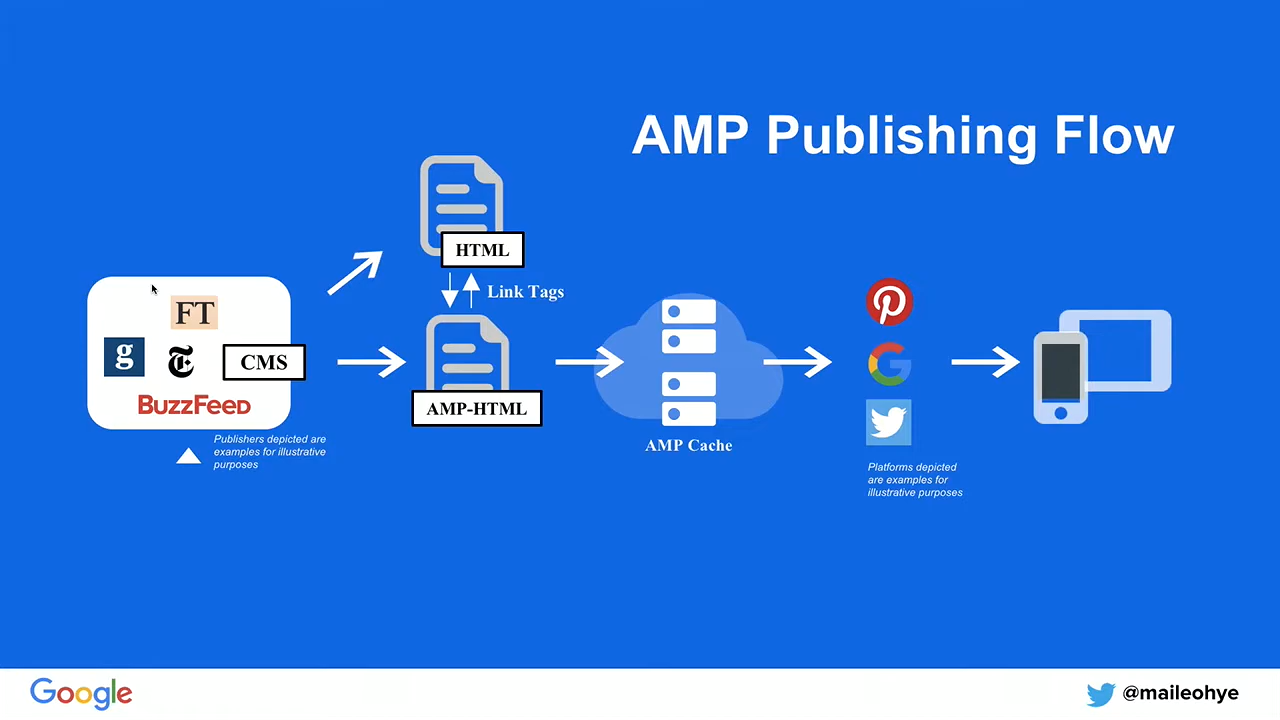 AMP Publishing Flow
HTML
Link Tags
FT
g
T
CMS
BuzzFeed
AMP-HTML
AMP Cache
G
Publishers depicted are
examples for illustrative
purposes
Platforms depicted
are examples for
illustrative purposes
Google
@maileohye